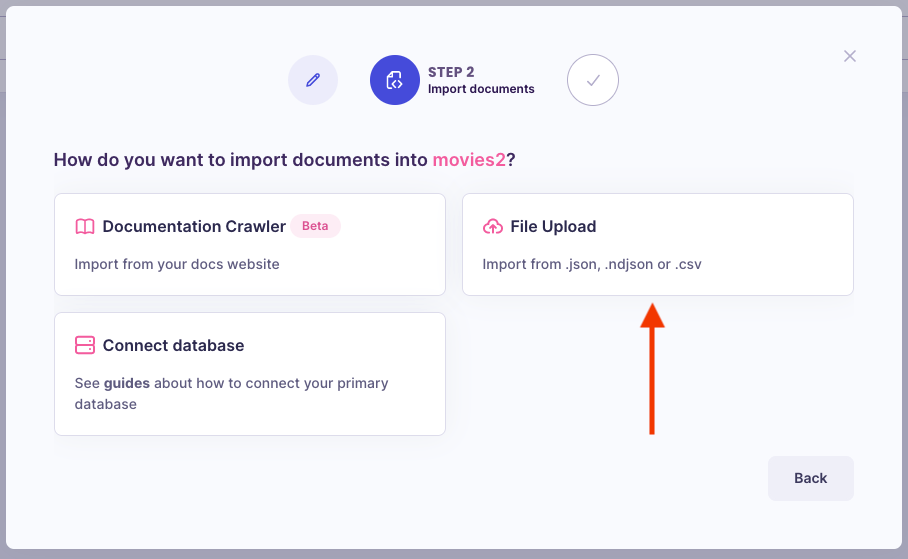 STEP 2
Import documents
How do you want to import documents into movies2?
Documentation Crawler Beta
Import from your docs website
File Upload
Import from .json, .ndjson or .csv
Connect database
See guides about how to connect your primary
database
Back